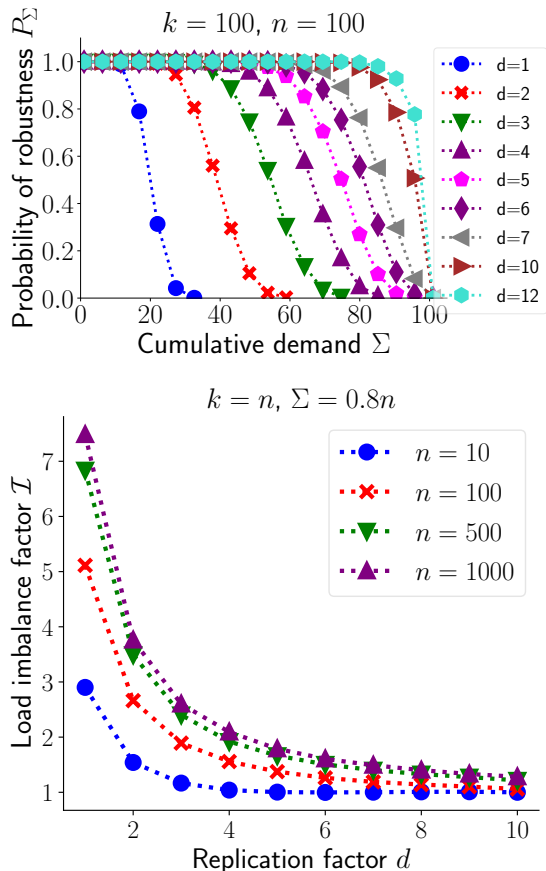 k = 100, n = 100
Probability of robustness P_Σ
1.0
0.8
0.6
0.4
0.2
0.0
0
20
40
60
80
100
Cumulative demand Σ
d=1
d=2
d=3
d=4
d=5
d=6
d=7
d=10
d=12
k = n, Σ = 0.8n
Load imbalance factor ℐ
7
6
5
4
3
2
1
2
4
6
8
10
Replication factor d
n = 10
n = 100
n = 500
n = 1000